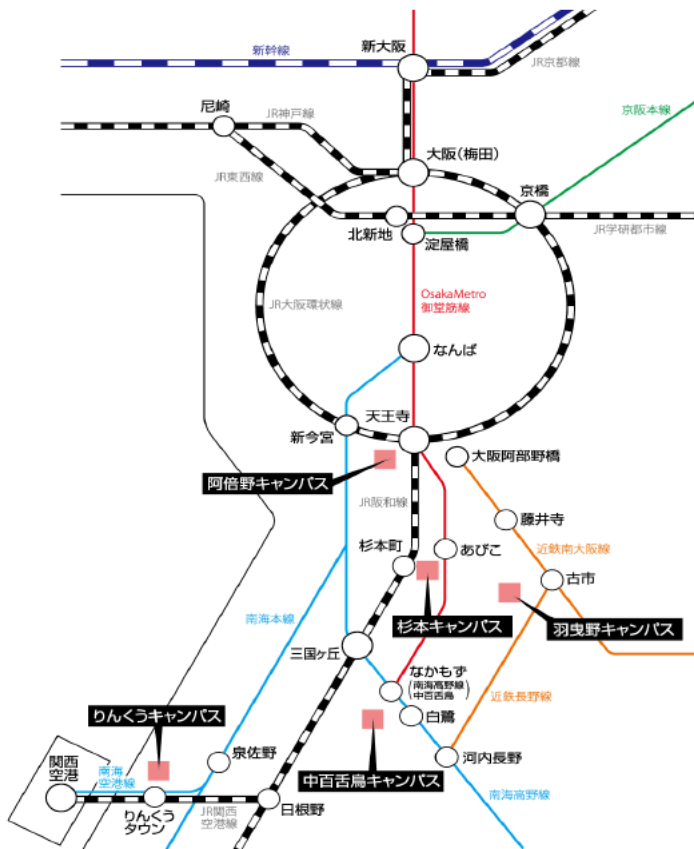 新大阪
新幹線
JR京都線
尼崎
JR神戸線
京阪本線
大阪(梅田)
JR東西線
京橋
北新地
淀屋橋
JR学研都市線
JR大阪環状線
OsakaMetro
御堂筋線
なんば
天王寺
新今宮
大阪阿部野橋
阿倍野キャンパス
JR阪和線
藤井寺
杉本町
あびこ
近鉄南大阪線
古市
南海本線
杉本キャンパス
羽曳野キャンパス
三国ヶ丘
なかもず
(南海高野線
中百舌鳥)
近鉄長野線
りんくうキャンパス
白鷺
泉佐野
河内長野
関西
空港
南海
空港線
中百舌鳥キャンパス
南海高野線
りんくう
タウン
JR関西
空港線
日根野